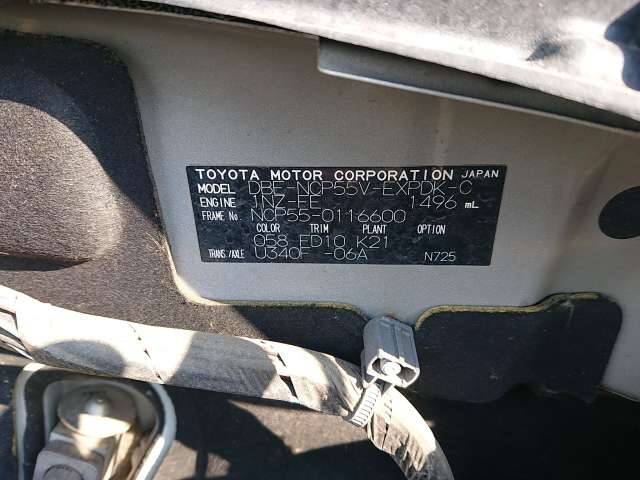 TOYOTA MOTOR CORPORATION JAPAN
MODEL DBE-NCP55V-EXPDK-C
ENGINE 1NZ-FE 1496 mL
FRAME No NCP55-0116600
COLOR TRIM PLANT OPTION
058 FD10 K21
TRANS/AXLE U340F -06A N725